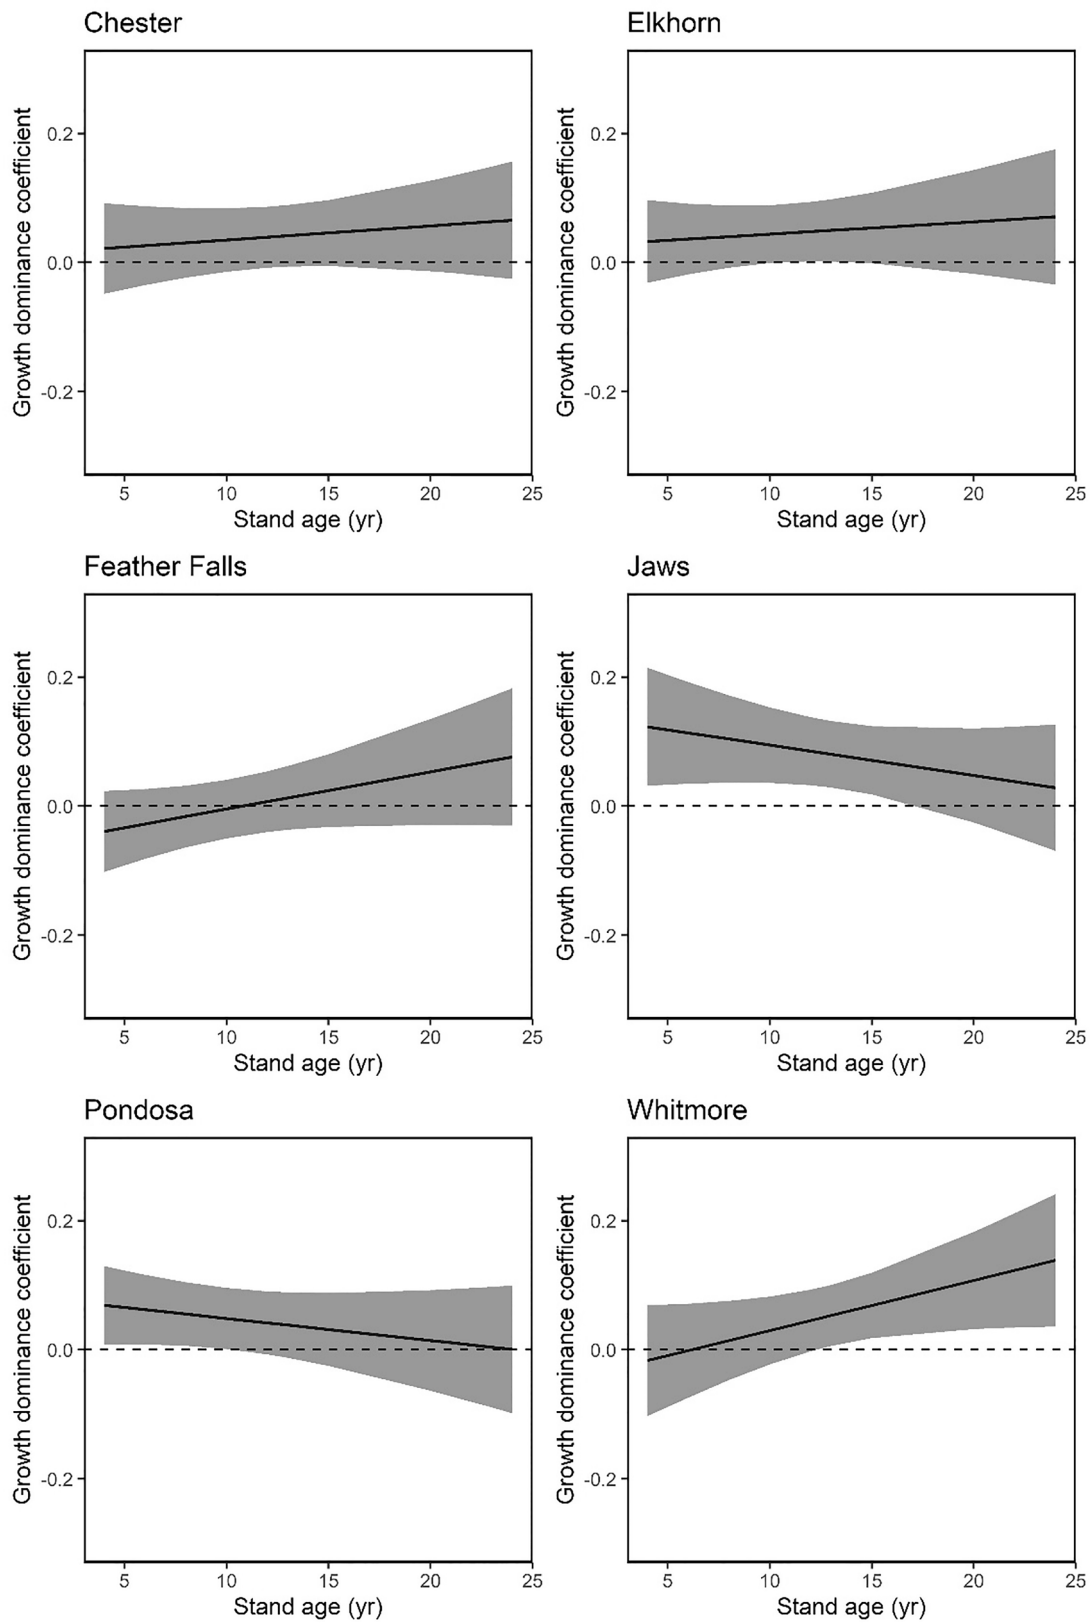 Chester
Growth dominance coefficient
0.2
0.0
-0.2
5 10 15 20 25
Stand age (yr)
Elkhorn
Growth dominance coefficient
0.2
0.0
-0.2
5 10 15 20 25
Stand age (yr)
Feather Falls
Growth dominance coefficient
0.2
0.0
-0.2
5 10 15 20 25
Stand age (yr)
Jaws
Growth dominance coefficient
0.2
0.0
-0.2
5 10 15 20 25
Stand age (yr)
Pondosa
Growth dominance coefficient
0.2
0.0
-0.2
5 10 15 20 25
Stand age (yr)
Whitmore
Growth dominance coefficient
0.2
0.0
-0.2
5 10 15 20 25
Stand age (yr)